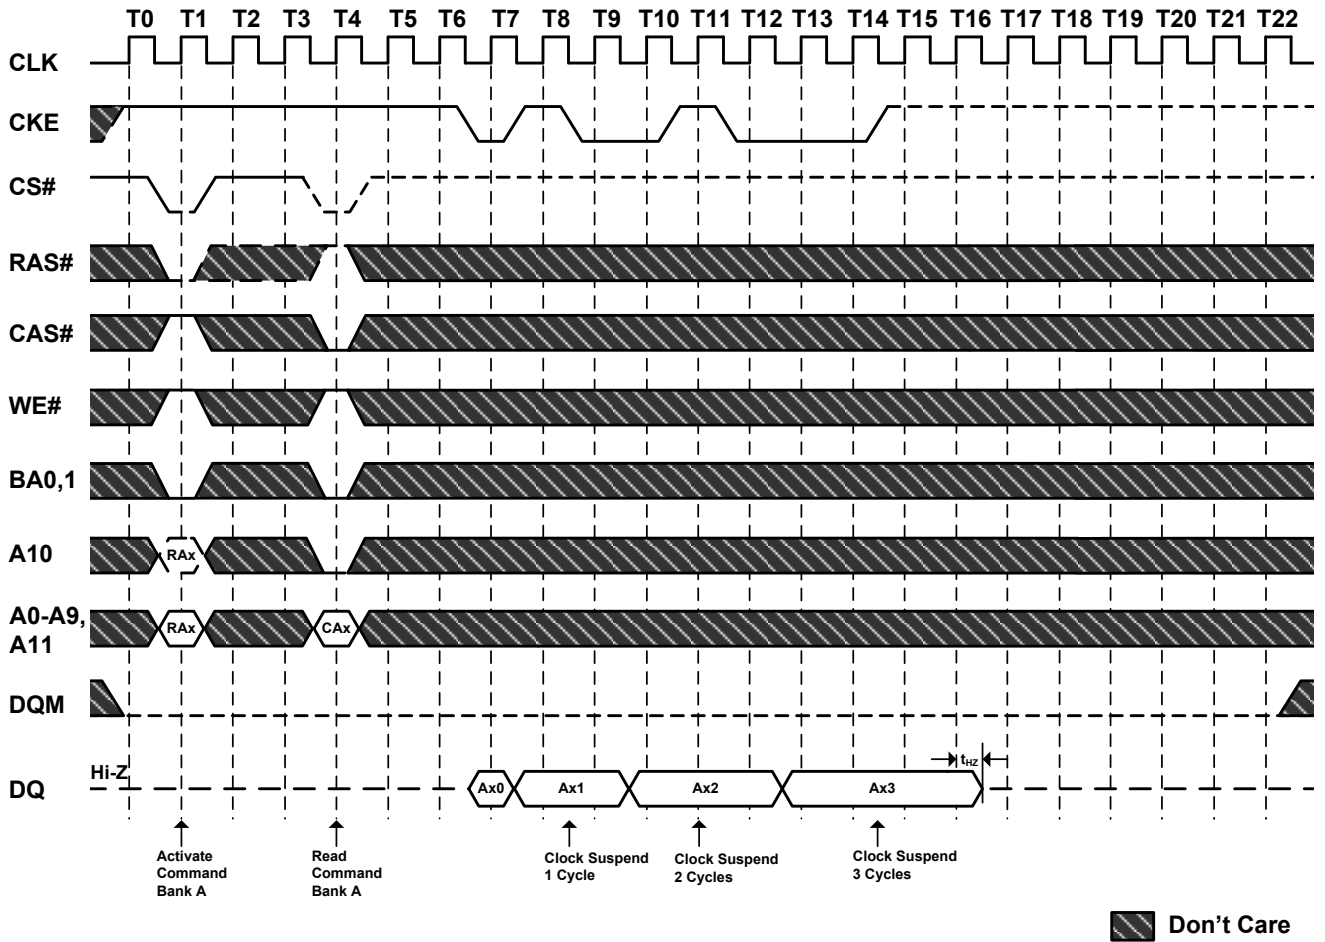 T0 T1 T2 T3 T4 T5 T6 T7 T8 T9 T10 T11 T12 T13 T14 T15 T16 T17 T18 T19 T20 T21 T22
CLK
CKE
CS#
RAS#
CAS#
WE#
BA0,1
A10
RAx
A0-A9,
A11
RAx CAx
DQM
tHZ
Hi-Z
DQ
Ax0 Ax1 Ax2 Ax3
Activate
Command
Bank A
Read
Command
Bank A
Clock Suspend
1 Cycle
Clock Suspend
2 Cycles
Clock Suspend
3 Cycles
Don't Care